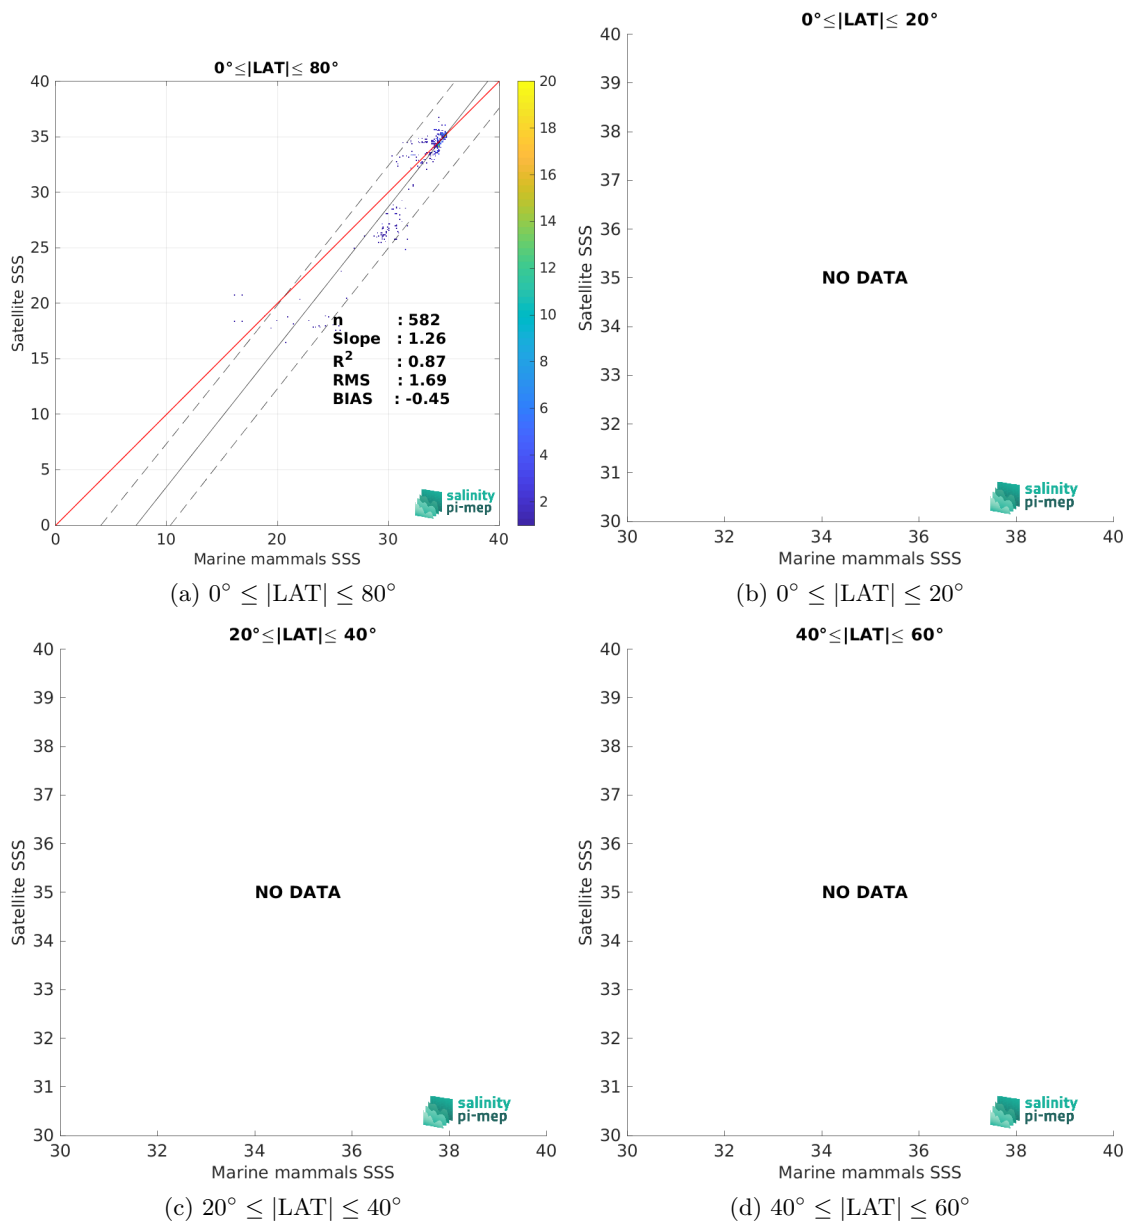 0°≤|LAT|≤ 80°
40
35
30
25
20
15
10
5
0
0
10
20
30
40
Satellite SSS
Marine mammals SSS
n : 582
Slope : 1.26
R² : 0.87
RMS : 1.69
BIAS : -0.45
20
18
16
14
12
10
8
6
4
2
salinity
pi-mep
(a) 0° ≤ |LAT| ≤ 80°
0°≤|LAT|≤ 20°
40
39
38
37
36
35
34
33
32
31
30
30
32
34
36
38
40
Satellite SSS
Marine mammals SSS
NO DATA
salinity
pi-mep
(b) 0° ≤ |LAT| ≤ 20°
20°≤|LAT|≤ 40°
40
39
38
37
36
35
34
33
32
31
30
30
32
34
36
38
40
Satellite SSS
Marine mammals SSS
NO DATA
salinity
pi-mep
(c) 20° ≤ |LAT| ≤ 40°
40°≤|LAT|≤ 60°
40
39
38
37
36
35
34
33
32
31
30
30
32
34
36
38
40
Satellite SSS
Marine mammals SSS
NO DATA
salinity
pi-mep
(d) 40° ≤ |LAT| ≤ 60°